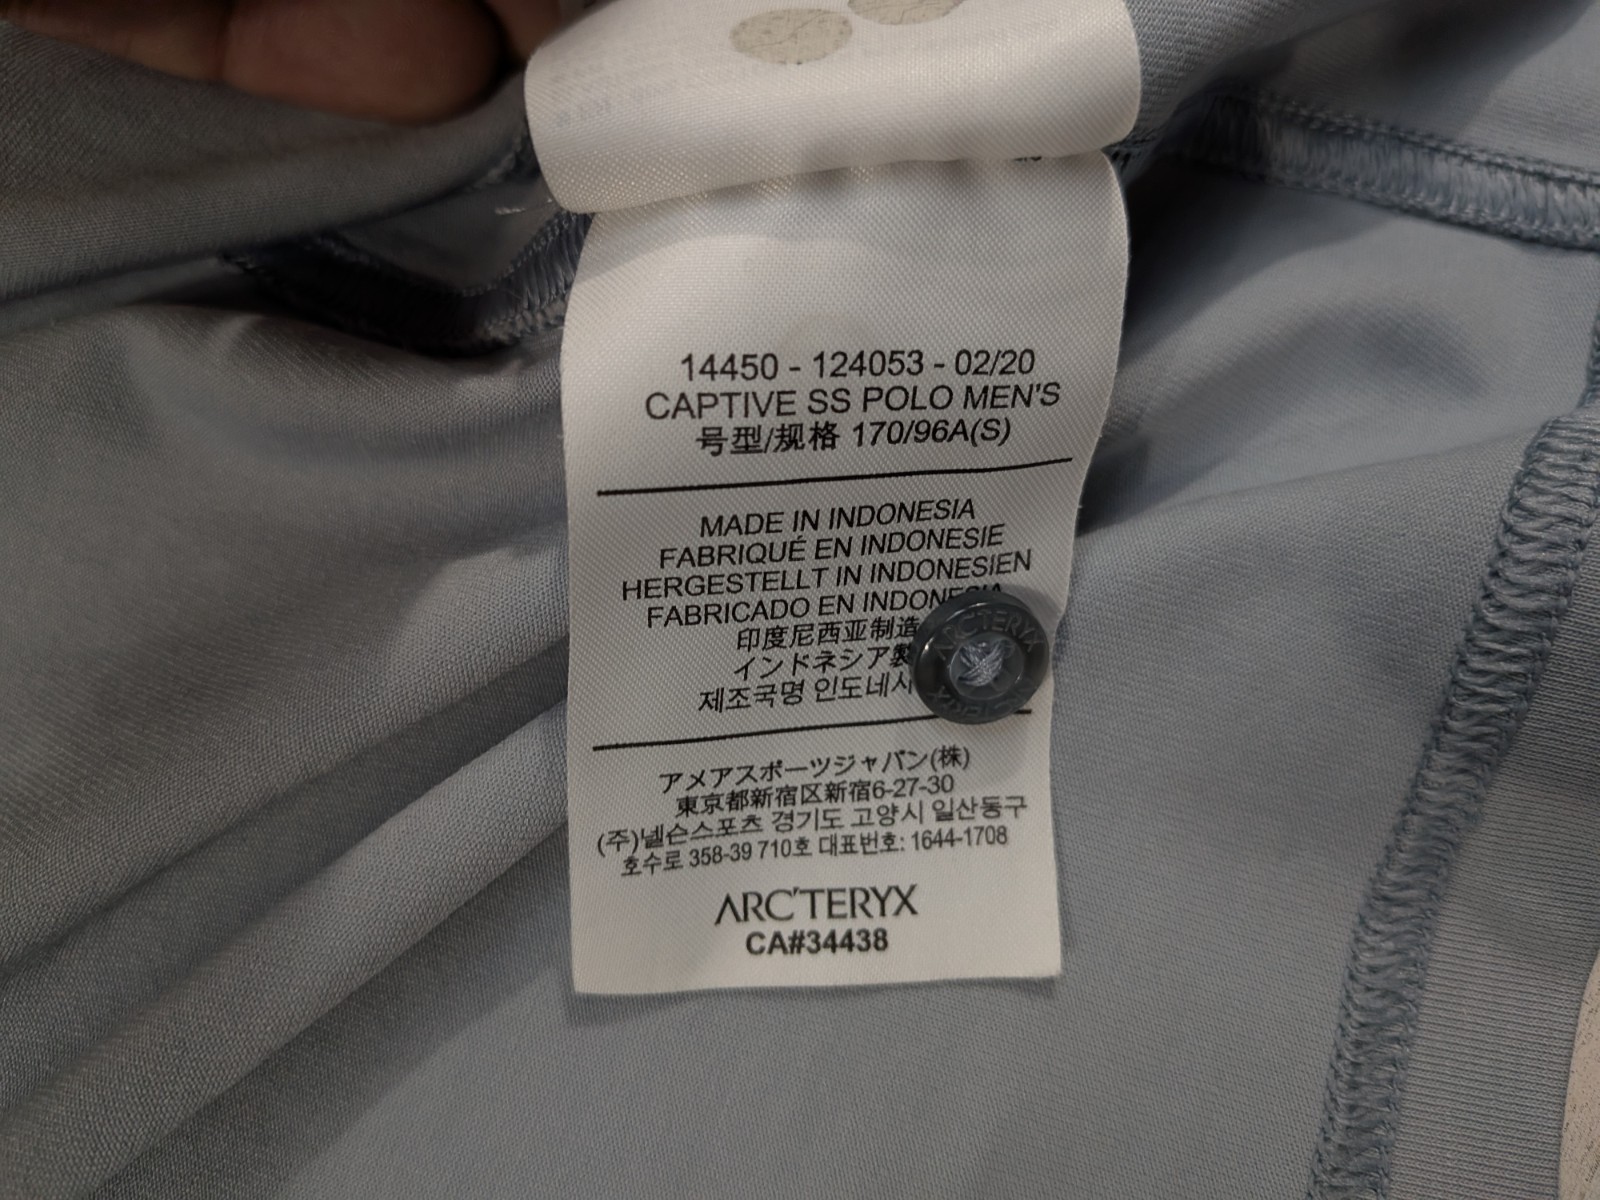 14450 - 124053 - 02/20
CAPTIVE SS POLO MEN'S
号型/规格 170/96A(S)
MADE IN INDONESIA
FABRIQUÉ EN INDONESIE
HERGESTELLT IN INDONESIEN
FABRICADO EN INDONESIA
印度尼西亚制造
インドネシア製
제조국명 인도네시
ARC'TERYX
アメアスポーツジャパン(株)
東京都新宿区新宿6-27-30
(주)넬슨스포츠 경기도 고양시 일산동구
호수로 358-39 710호 대표번호: 1644-1708
ARC'TERYX
CA#34438